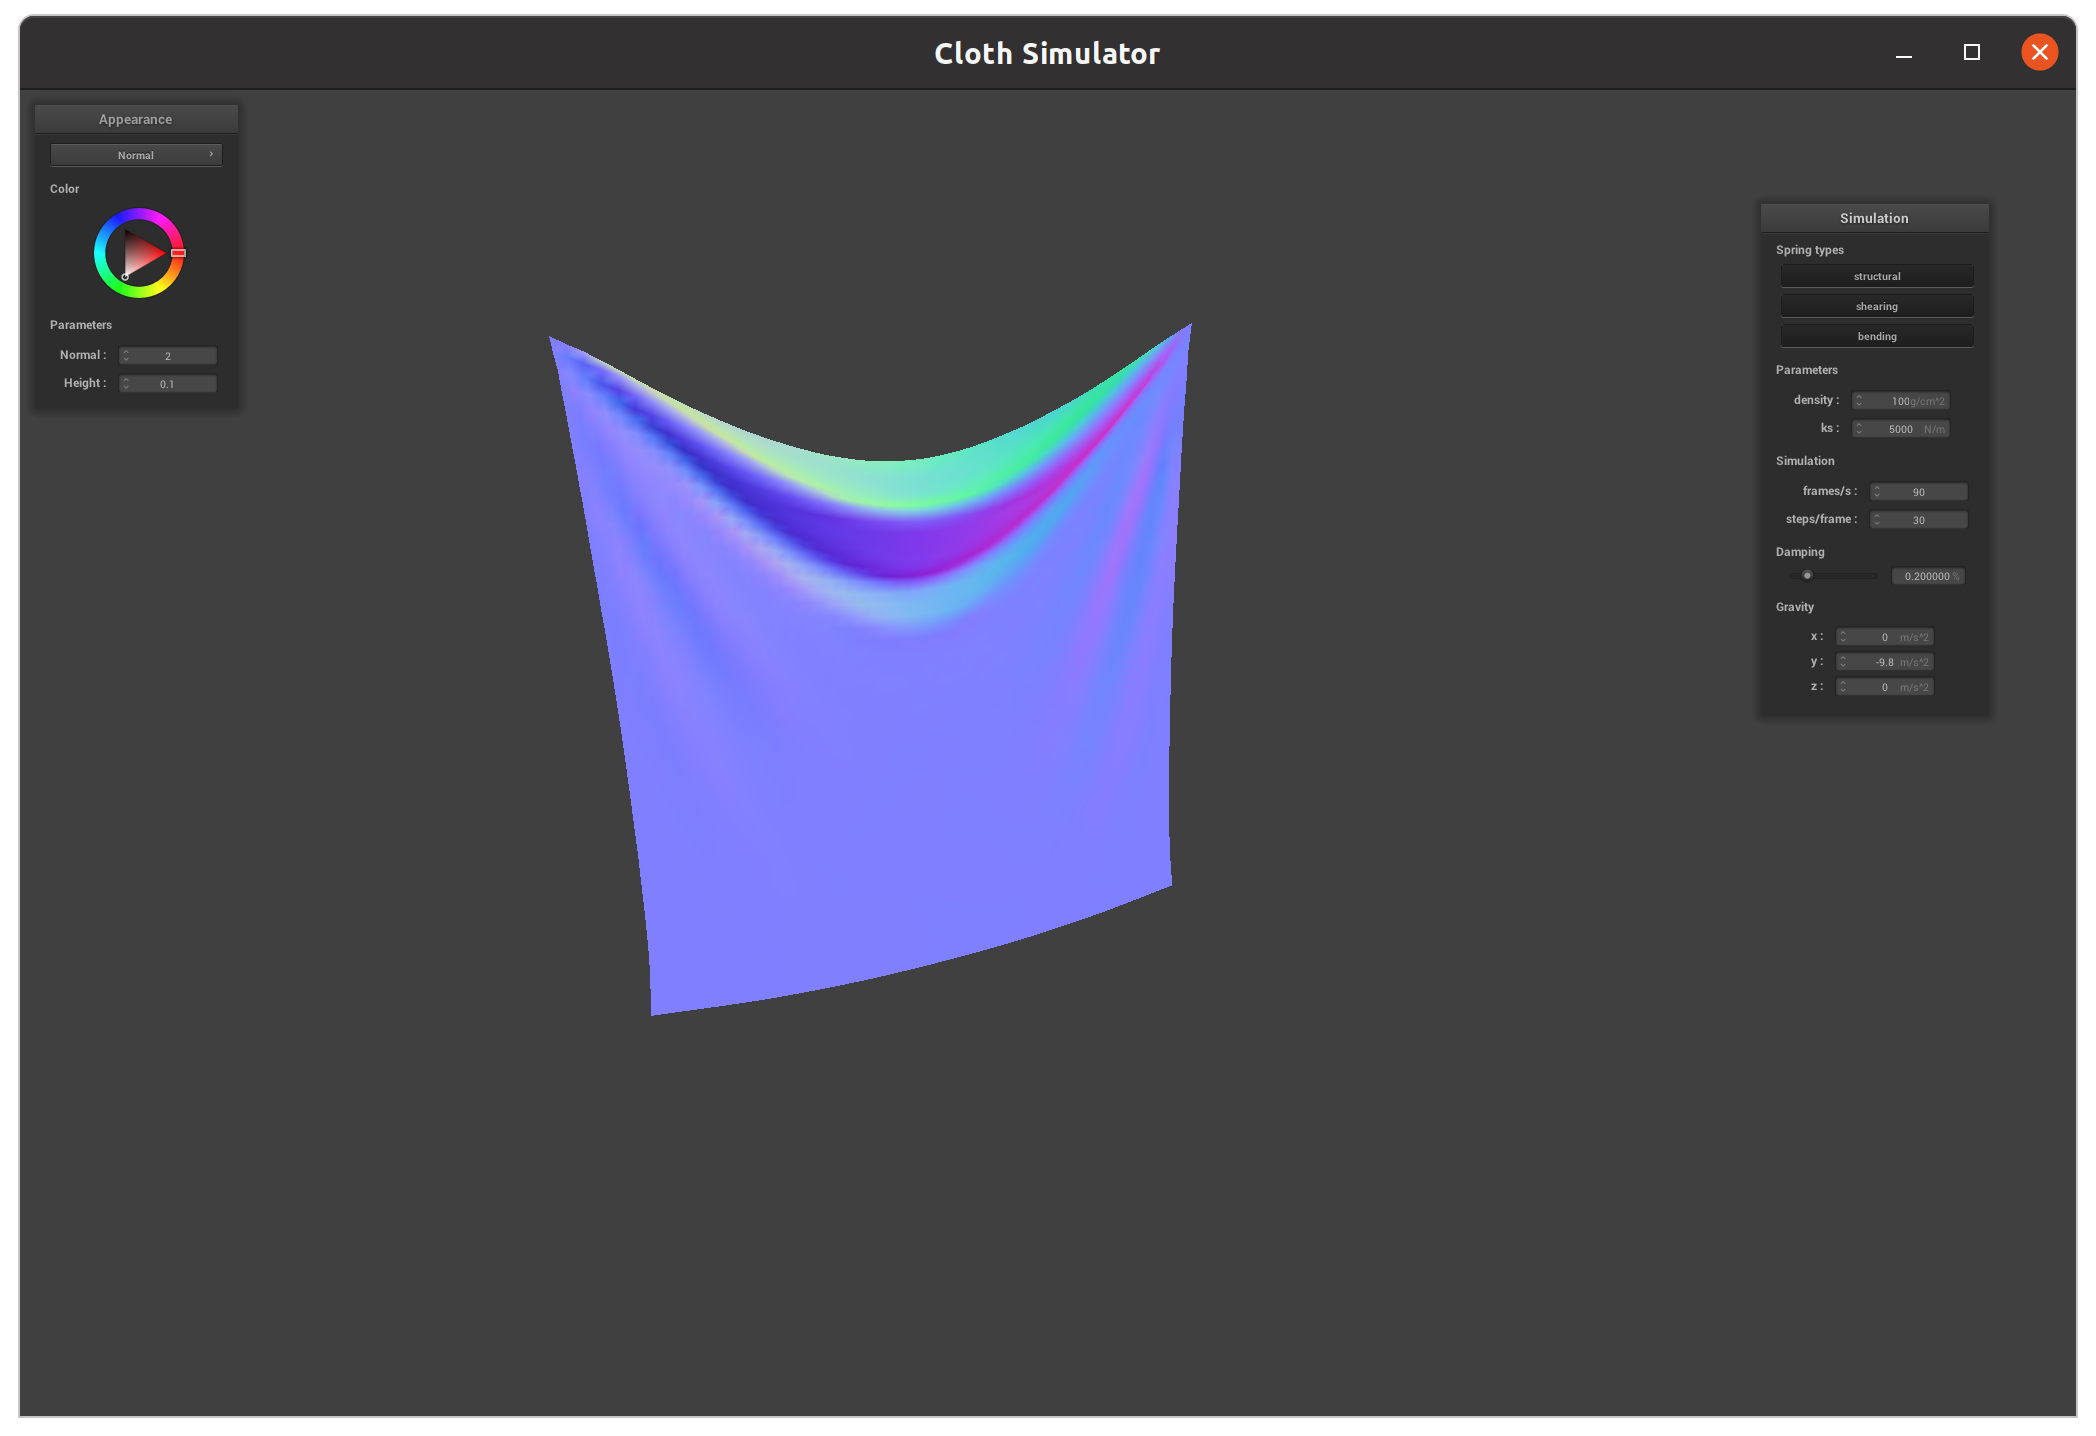 Cloth Simulator
Appearance
Normal
Color
Parameters
Normal : 2
Height : 0.1
Simulation
Spring types
structural
shearing
bending
Parameters
density : 100g/cm^2
ks : 5000 N/m
Simulation
frames/s : 90
steps/frame : 30
Damping
0.200000 %
Gravity
x : 0 m/s^2
y : -9.8 m/s^2
z : 0 m/s^2